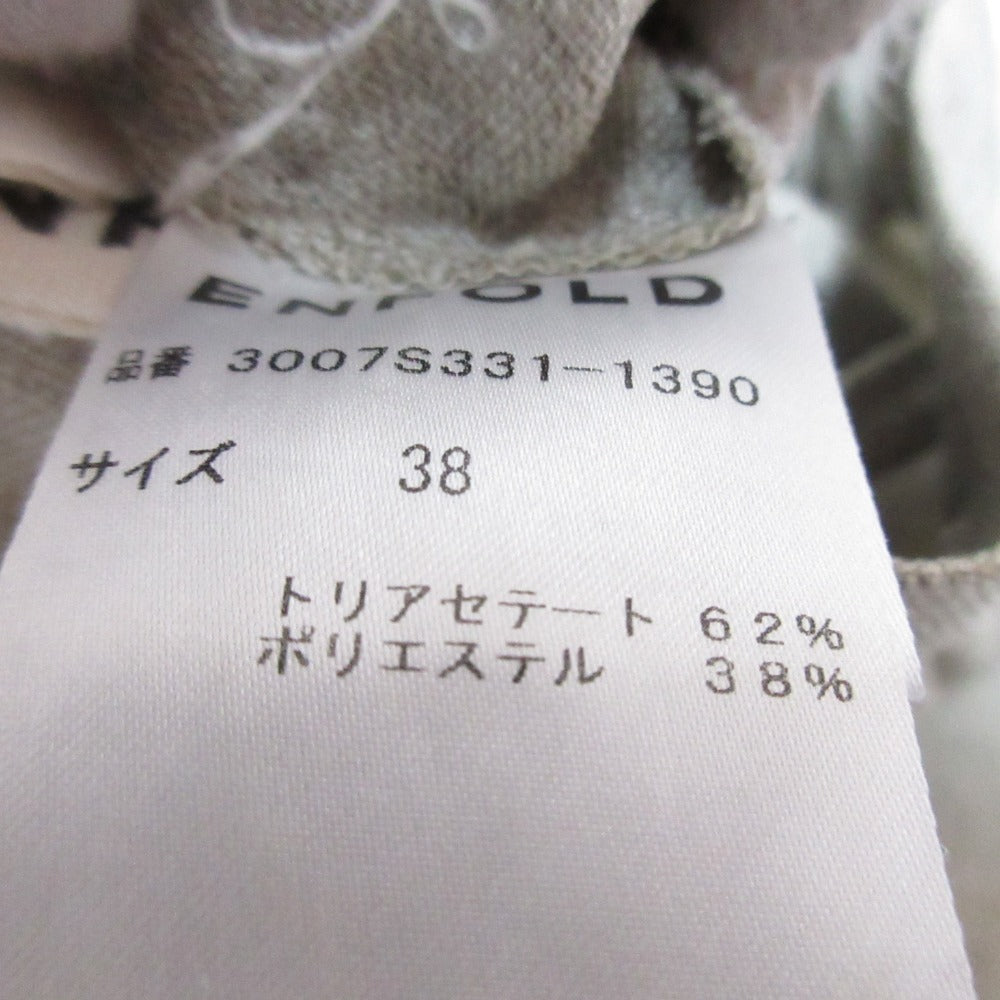 ENFOLD
品番 3007S331-1390
サイズ 38
トリアセテート 62%
ポリエステル 38%